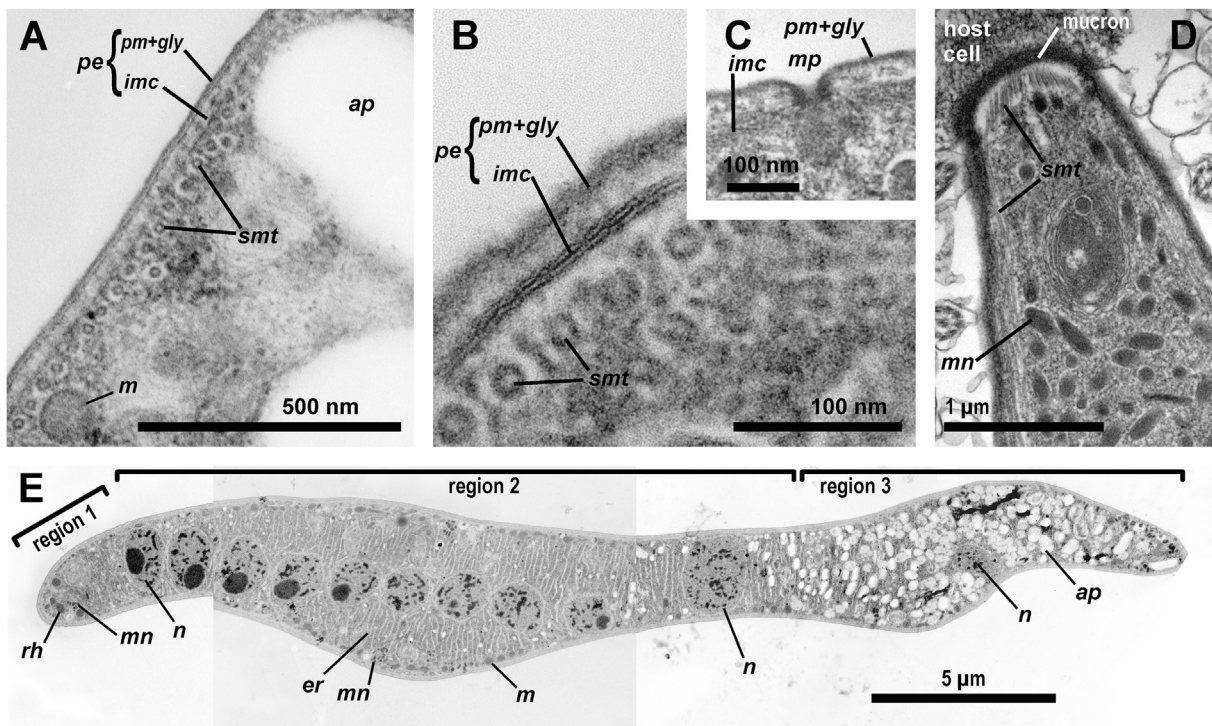 A
pe { pm+gly
imc
ap
smt
m
500 nm
B
pe { pm+gly
imc
smt
100 nm
C
pm+gly
mp
imc
100 nm
D
host
cell
mucron
smt
mn
1 µm
E
region 1
region 2
region 3
rh
mn
n
er
mn
m
n
n
ap
5 µm